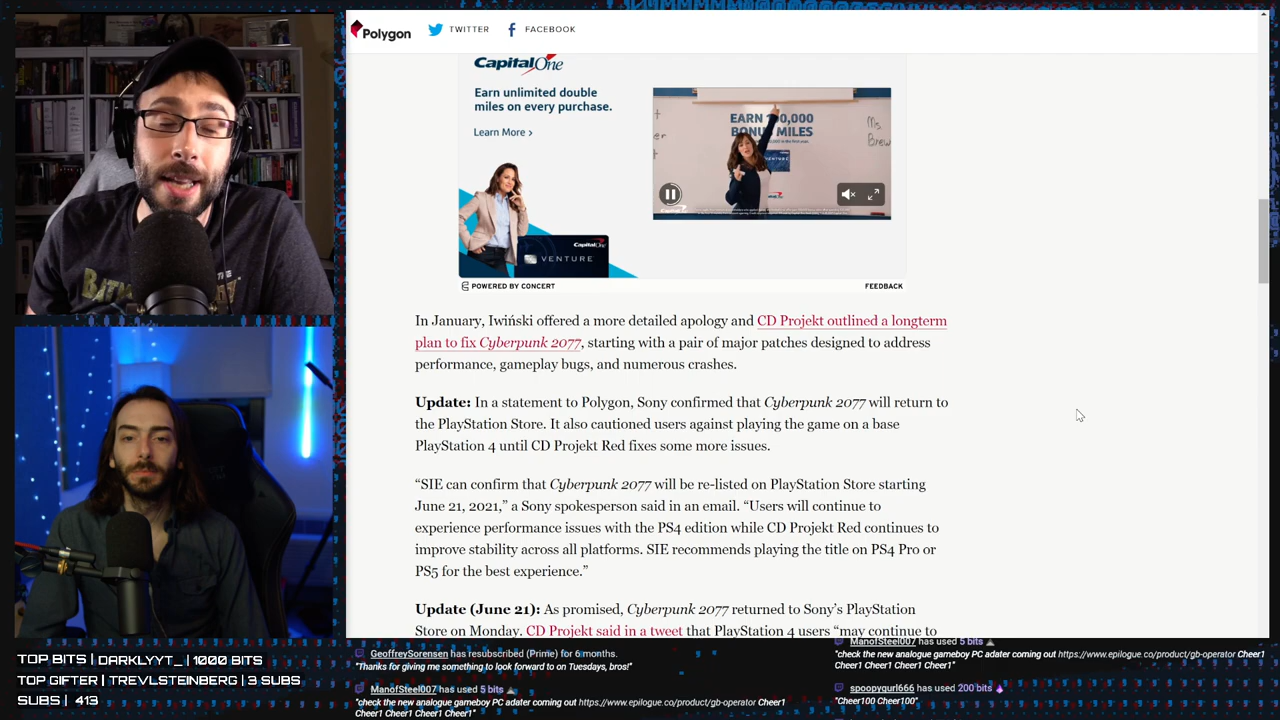 Polygon
TWITTER
FACEBOOK
Capital One
Earn unlimited double
miles on every purchase.
Learn More >
EARN
BONUS MILES
Ms.
Brew
Capital One
VENTURE
POWERED BY CONCERT
FEEDBACK
In January, Iwiński offered a more detailed apology and CD Projekt outlined a longterm
plan to fix Cyberpunk 2077, starting with a pair of major patches designed to address
performance, gameplay bugs, and numerous crashes.
Update: In a statement to Polygon, Sony confirmed that Cyberpunk 2077 will return to
the PlayStation Store. It also cautioned users against playing the game on a base
PlayStation 4 until CD Projekt Red fixes some more issues.
“SIE can confirm that Cyberpunk 2077 will be re-listed on PlayStation Store starting
June 21, 2021,” a Sony spokesperson said in an email. “Users will continue to
experience performance issues with the PS4 edition while CD Projekt Red continues to
improve stability across all platforms. SIE recommends playing the title on PS4 Pro or
PS5 for the best experience.”
Update (June 21): As promised, Cyberpunk 2077 returned to Sony’s PlayStation
Store on Monday. CD Projekt said in a tweet that PlayStation 4 users “may continue to
TOP BITS | DARKLYYT_ | 1000 BITS
TOP GIFTER | TREVLSTEINBERG | 3 SUBS
SUBS | 413
GeoffreySorensen has resubscribed (Prime) for 6 months.
"Thanks for giving me something to look forward to on Tuesdays, bros!"
ManofSteel007 has used 5 bits
"check the new analogue gameboy PC adater coming out https://www.epilogue.co/product/gb-operator Cheer1
Cheer1 Cheer1 Cheer1 Cheer1"
ManofSteel007 has used 5 bits
"check the new analogue gameboy PC adater coming out https://www.epilogue.co/product/gb-operator Cheer1
Cheer1 Cheer1 Cheer1 Cheer1"
spoopygurl666 has used 200 bits
"Cheer100 Cheer100"